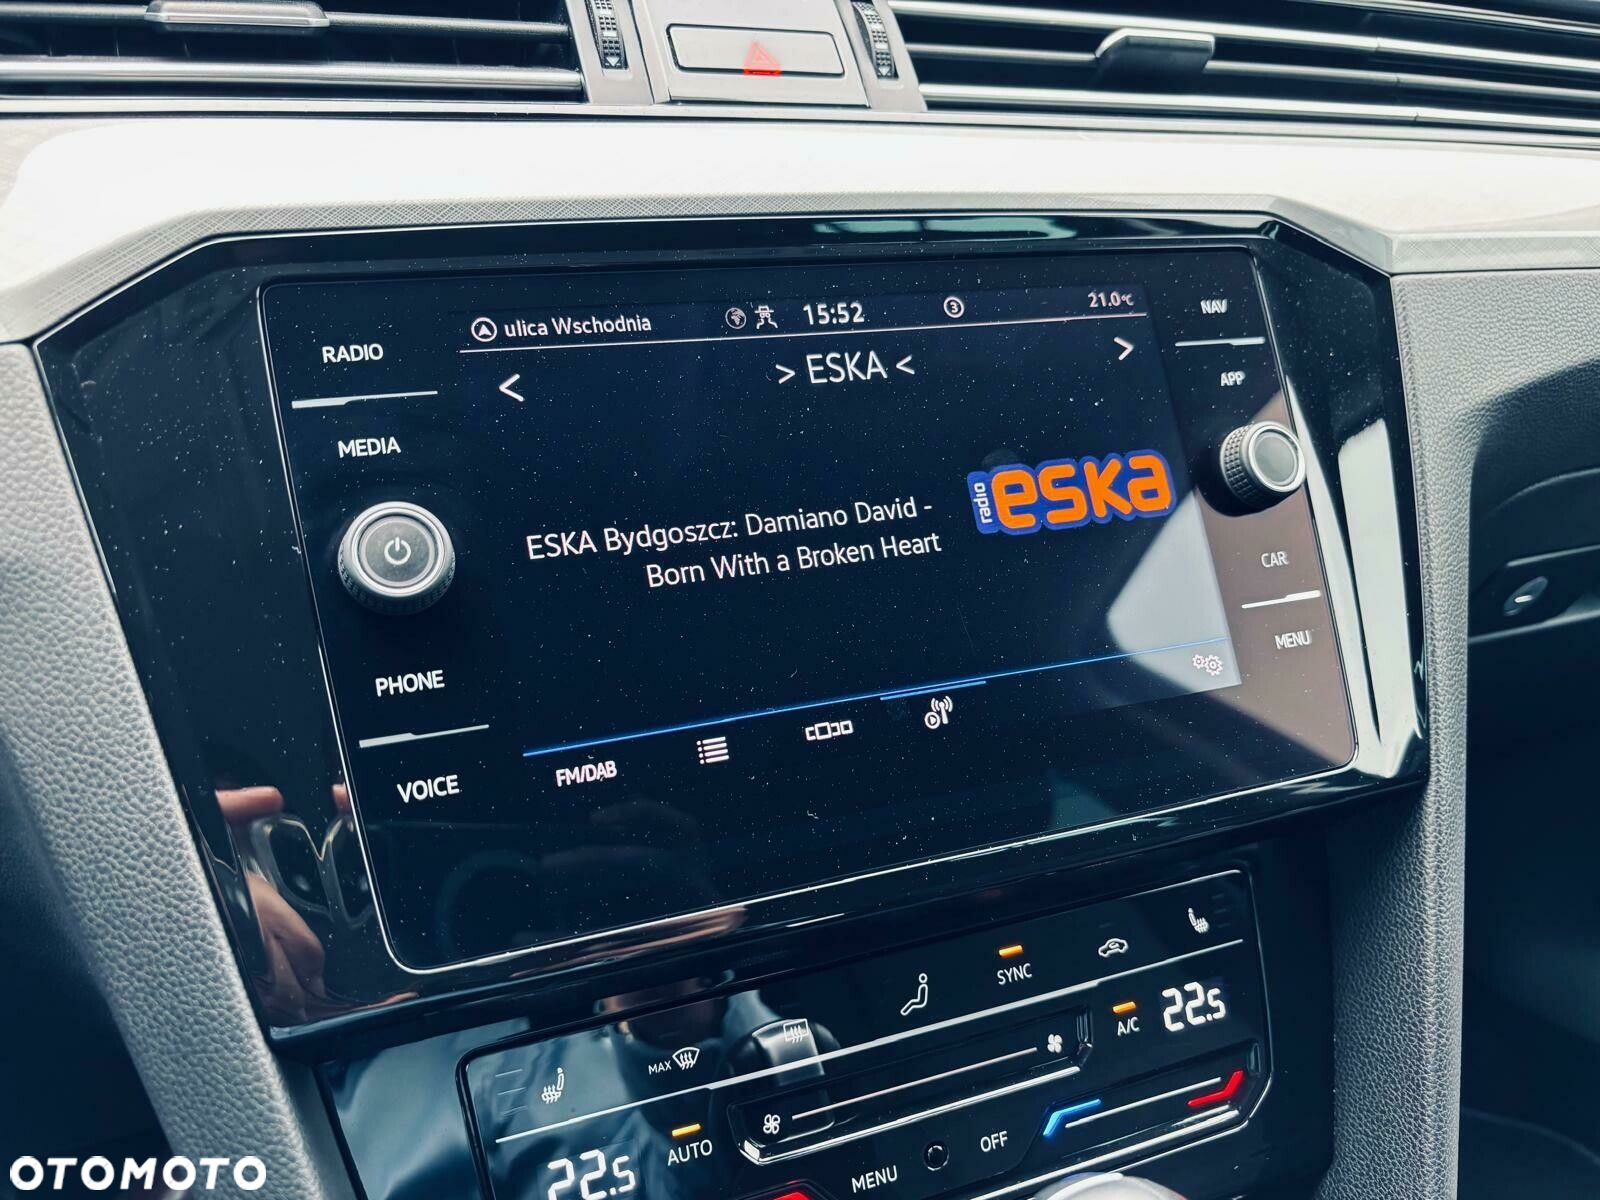 ulica Wschodnia 15:52 3 21.0°C
RADIO
NAV
< > ESKA < >
APP
MEDIA
radio eska
ESKA Bydgoszcz: Damiano David -
Born With a Broken Heart
CAR
PHONE
MENU
FM/DAB
VOICE
SYNC
A/C 22.5
MAX
AUTO
OFF
22.5
MENU
OTOMOTO